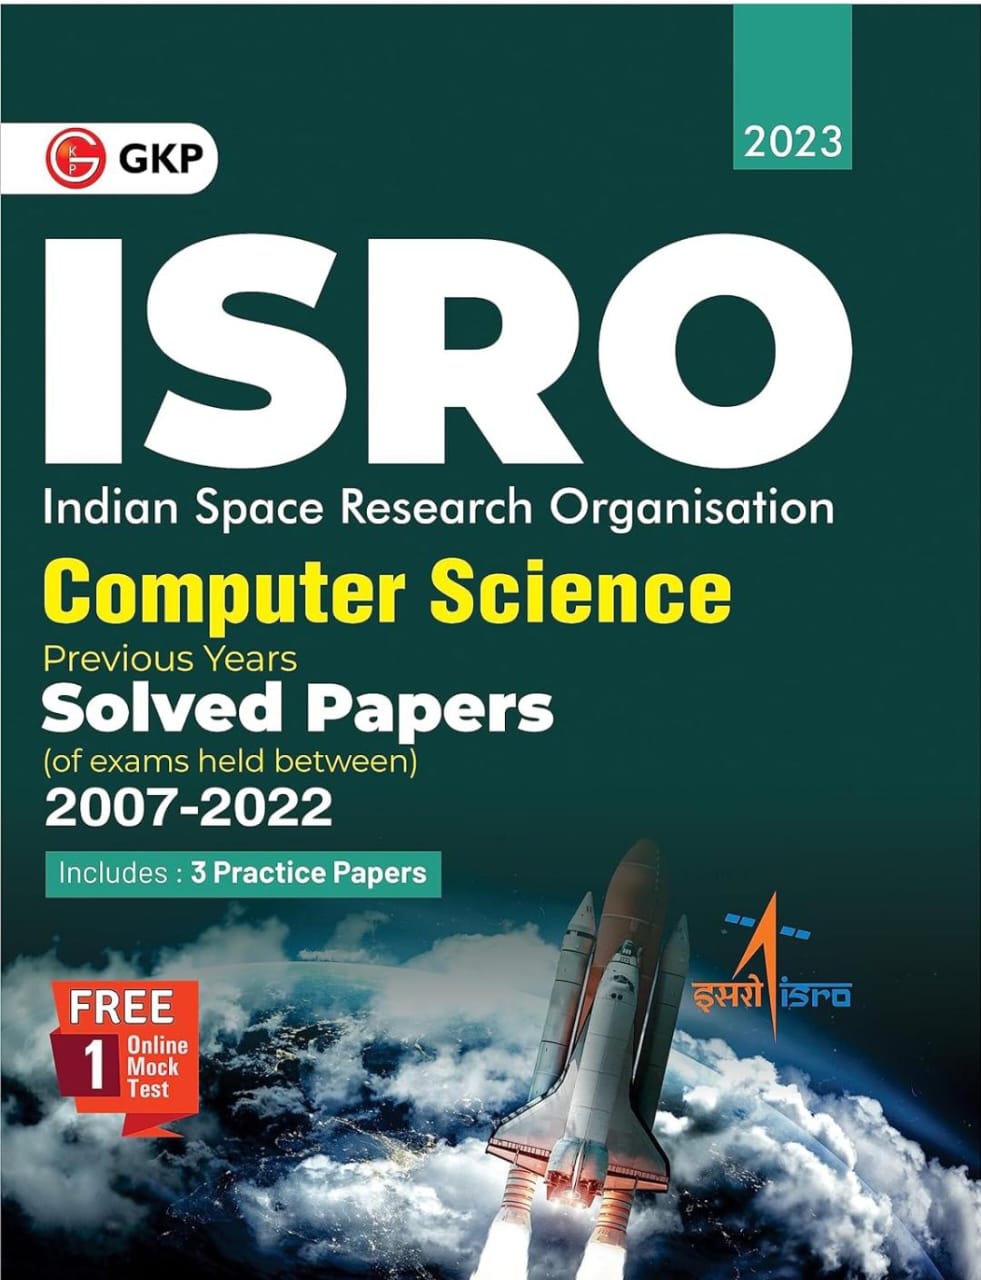 2023
GKP
ISRO
Indian Space Research Organisation
Computer Science
Previous Years
Solved Papers
(of exams held between)
2007-2022
Includes : 3 Practice Papers
इसरो isro
FREE
1 Online
Mock
Test